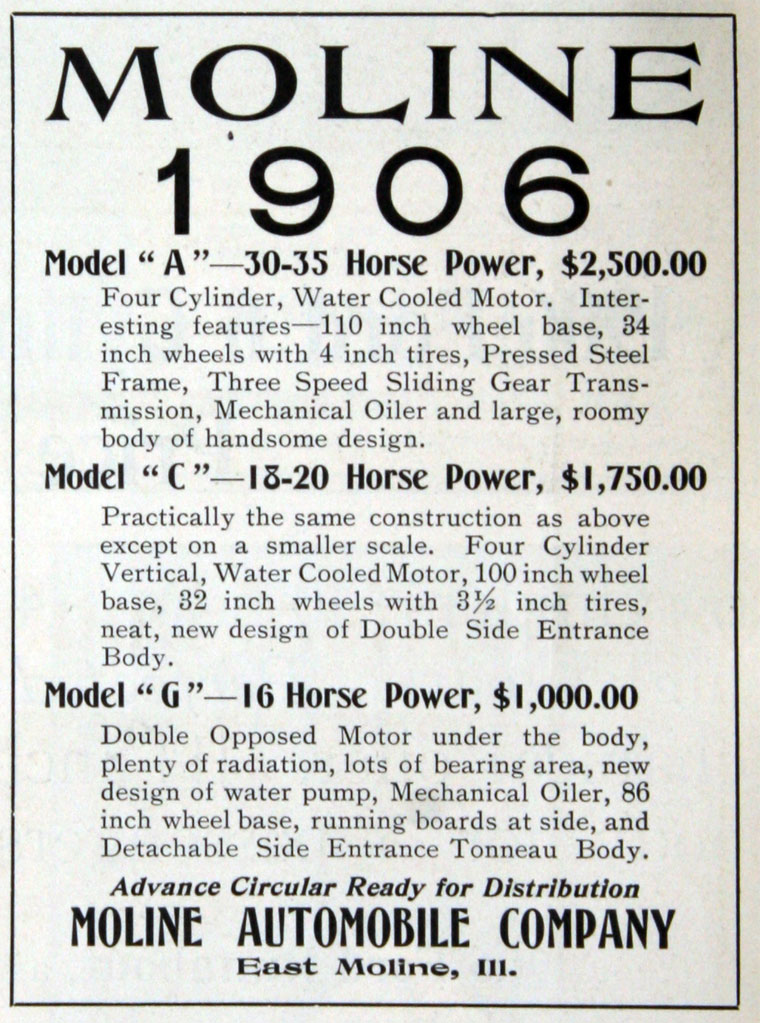 MOLINE
1906
Model "A"—30-35 Horse Power, $2,500.00
Four Cylinder, Water Cooled Motor. Inter-
esting features—110 inch wheel base, 34
inch wheels with 4 inch tires, Pressed Steel
Frame, Three Speed Sliding Gear Trans-
mission, Mechanical Oiler and large, roomy
body of handsome design.
Model "C"—18-20 Horse Power, $1,750.00
Practically the same construction as above
except on a smaller scale. Four Cylinder
Vertical, Water Cooled Motor, 100 inch wheel
base, 32 inch wheels with 3½ inch tires,
neat, new design of Double Side Entrance
Body.
Model "G"—16 Horse Power, $1,000.00
Double Opposed Motor under the body,
plenty of radiation, lots of bearing area, new
design of water pump, Mechanical Oiler, 86
inch wheel base, running boards at side, and
Detachable Side Entrance Tonneau Body.
Advance Circular Ready for Distribution
MOLINE AUTOMOBILE COMPANY
East Moline, Ill.